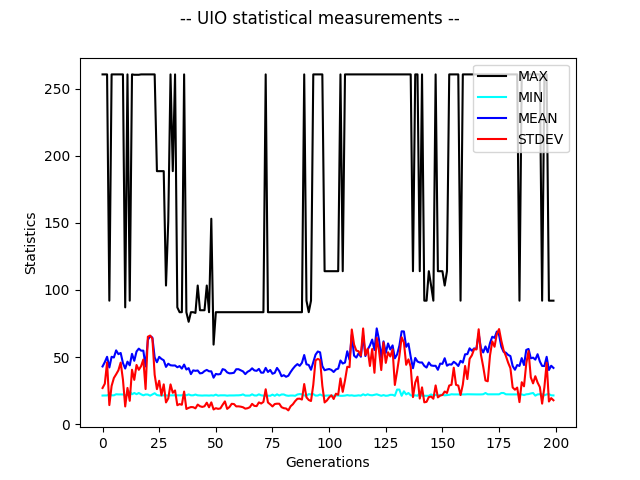 -- UIO statistical measurements --
MAX
MIN
MEAN
STDEV
Statistics
250
200
150
100
50
0
0 25 50 75 100 125 150 175 200
Generations